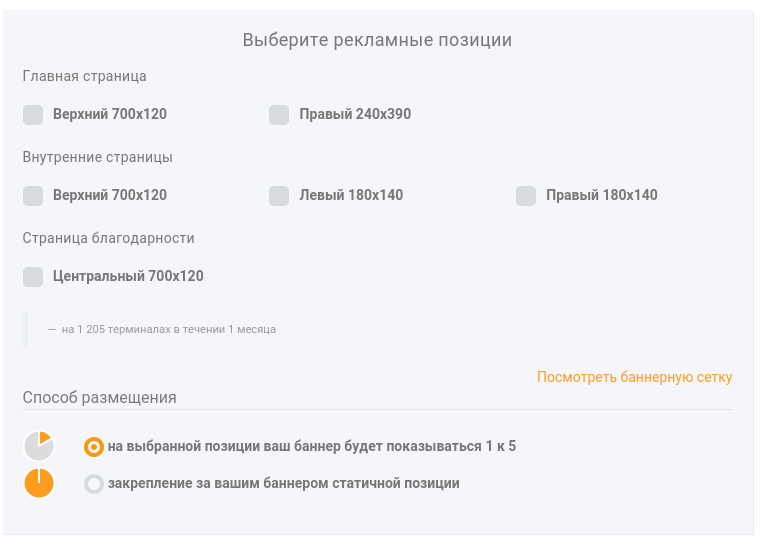 Выберите рекламные позиции
Главная страница
Верхний 700x120 Правый 240x390
Внутренние страницы
Верхний 700x120 Левый 180x140 Правый 180x140
Страница благодарности
Центральный 700x120
— на 1 205 терминалах в течении 1 месяца
Посмотреть баннерную сетку
Способ размещения
на выбранной позиции ваш баннер будет показываться 1 к 5
закрепление за вашим баннером статичной позиции